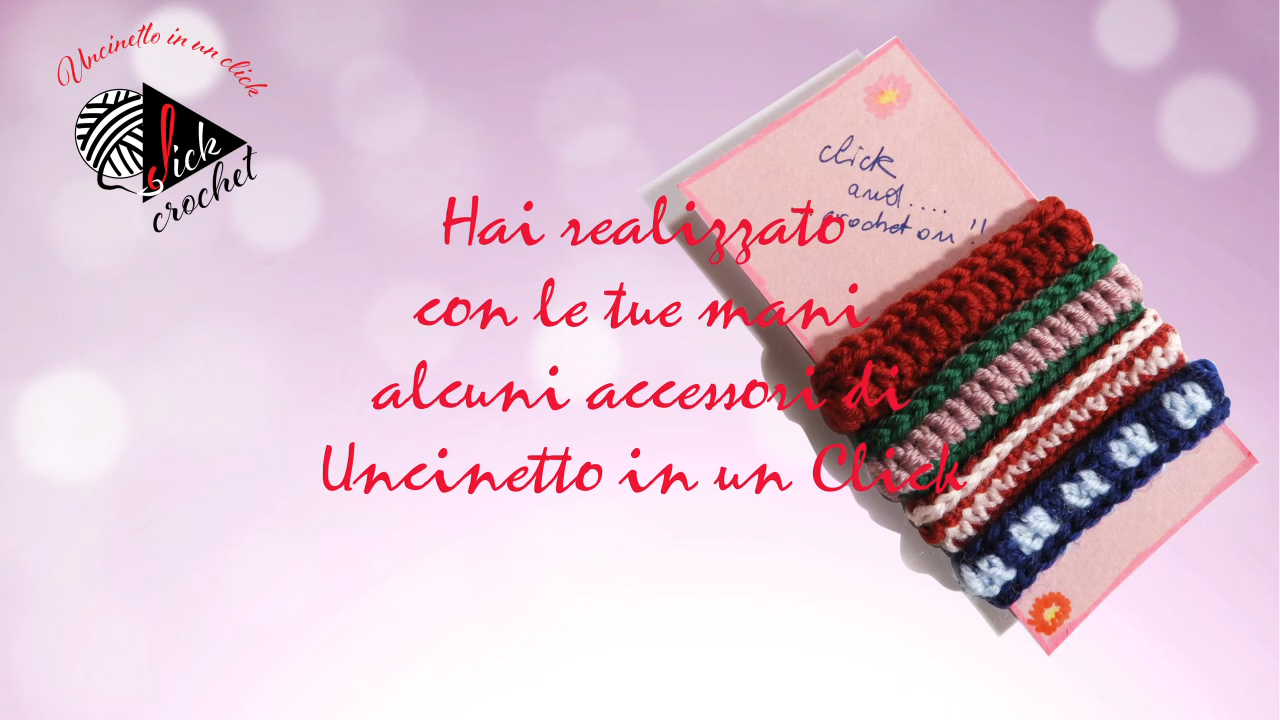 Uncinetto in un click
click
crochet
click
and....
crochet on !!
Hai realizzato
con le tue mani
alcuni accessori di
Uncinetto in un Click